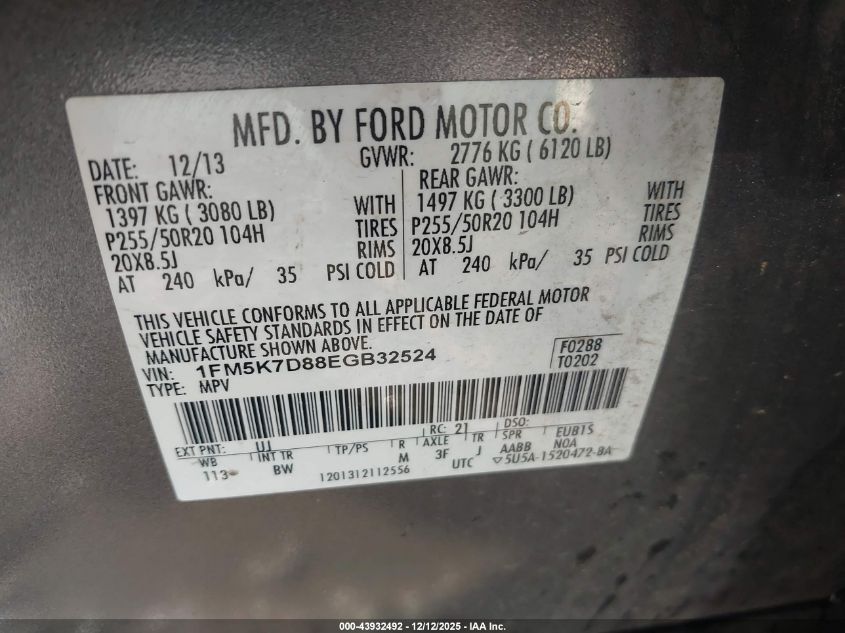 MFD. BY FORD MOTOR CO.
DATE: 12/13 GVWR: 2776 KG ( 6120 LB)
FRONT GAWR:
1397 KG ( 3080 LB) WITH
P255/50R20 104H TIRES
20X8.5J RIMS
AT 240 kPa/ 35 PSI COLD
REAR GAWR:
1497 KG ( 3300 LB) WITH
P255/50R20 104H TIRES
20X8.5J RIMS
AT 240 kPa/ 35 PSI COLD
THIS VEHICLE CONFORMS TO ALL APPLICABLE FEDERAL MOTOR
VEHICLE SAFETY STANDARDS IN EFFECT ON THE DATE OF
MANUFACTURE SHOWN ABOVE.
VIN: 1FM5K7D88EGB32524
TYPE: MPV
F0288
T0202
EXT PNT: UJ RC: 21 DSO:
WB INT TR TP/PS R AXLE TR SPR EUB1S
113 BW M 3F J AABB NOA
1201312112556 UTC 5U5A-1520472-BA
000-43932492 - 12/12/2025 - IAA Inc.